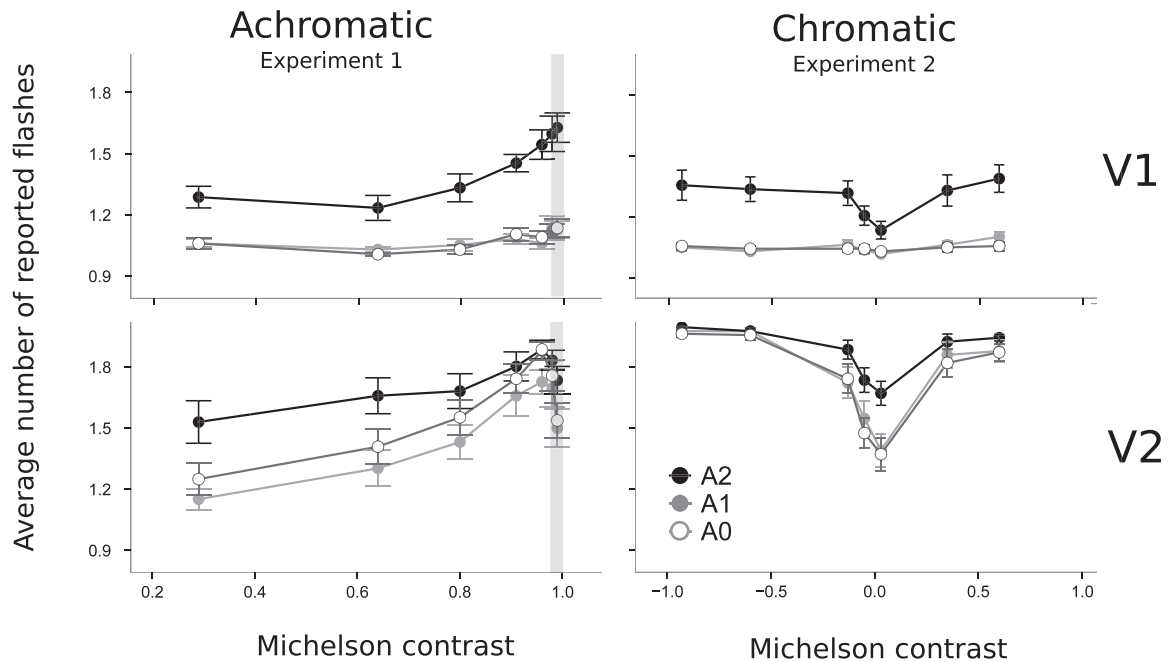 Achromatic
Experiment 1
Chromatic
Experiment 2
Average number of reported flashes
1.8
1.5
1.2
0.9
V1
1.8
1.5
1.2
0.9
V2
A2
A1
A0
0.2
0.4
0.6
0.8
1.0
−1.0
−0.5
0.0
0.5
1.0
Michelson contrast
Michelson contrast